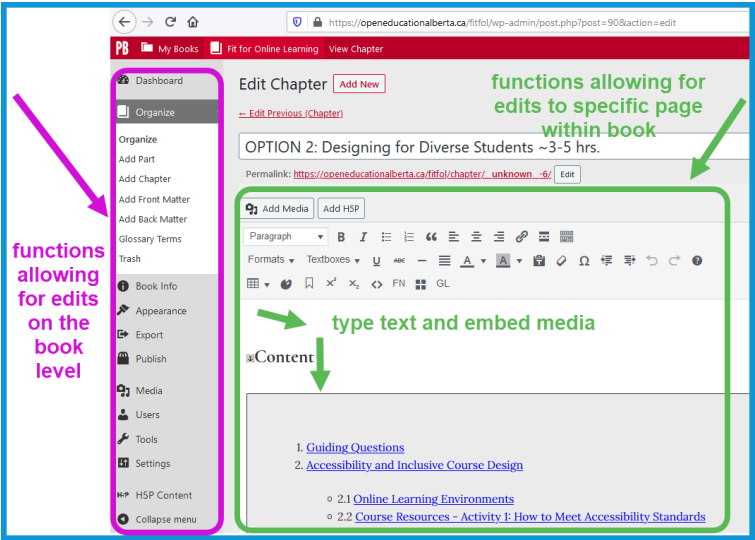 https://openeducationalberta.ca/fitfol/wp-admin/post.php?post=90&action=edit
PB My Books Fit for Online Learning View Chapter
Dashboard
Organize
Organize
Add Part
Add Chapter
Add Front Matter
Add Back Matter
Glossary Terms
Trash
Book Info
Appearance
Export
Publish
Media
Users
Tools
Settings
H5P Content
Collapse menu
functions
allowing
for edits
on the
book
level
Edit Chapter Add New
← Edit Previous (Chapter)
functions allowing for
edits to specific page
within book
OPTION 2: Designing for Diverse Students ~3-5 hrs.
Permalink: https://openeducationalberta.ca/fitfol/chapter/__unknown__-6/ Edit
Add Media Add H5P
Paragraph B I
Formats Textboxes U ABC A A Ω
X² X₂ <> FN GL
type text and embed media
Content
1. Guiding Questions
2. Accessibility and Inclusive Course Design
2.1 Online Learning Environments
2.2 Course Resources - Activity 1: How to Meet Accessibility Standards